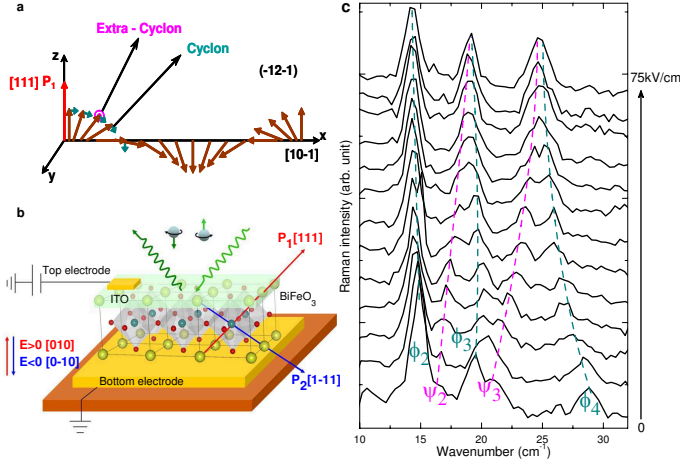 a
Extra - Cyclon
Cyclon
z
[111] P₁
(-12-1)
x
[10-1]
y
b
P₁[111]
Top electrode
ITO
BiFeO₃
E>0 [010]
E<0 [0-10]
P₂[1-11]
Bottom electrode
c
75kV/cm
Raman intensity (arb. unit)
ϕ₂
ψ₂
ϕ₃
ψ₃
ϕ₄
0
10 15 20 25 30
Wavenumber (cm⁻¹)